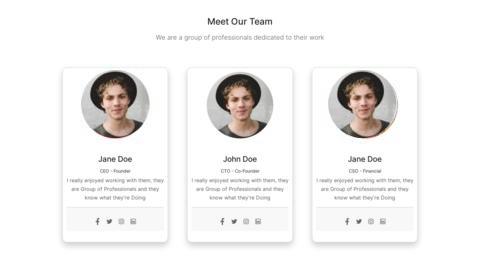 Meet Our Team
We are a group of professionals dedicated to their work
Jane Doe
CEO - Founder
I really enjoyed working with them, they
are Group of Professionals and they
know what they're Doing
John Doe
CTO - Co-Founder
I really enjoyed working with them, they
are Group of Professionals and they
know what they're Doing
Jane Doe
CSO - Financial
I really enjoyed working with them, they
are Group of Professionals and they
know what they're Doing